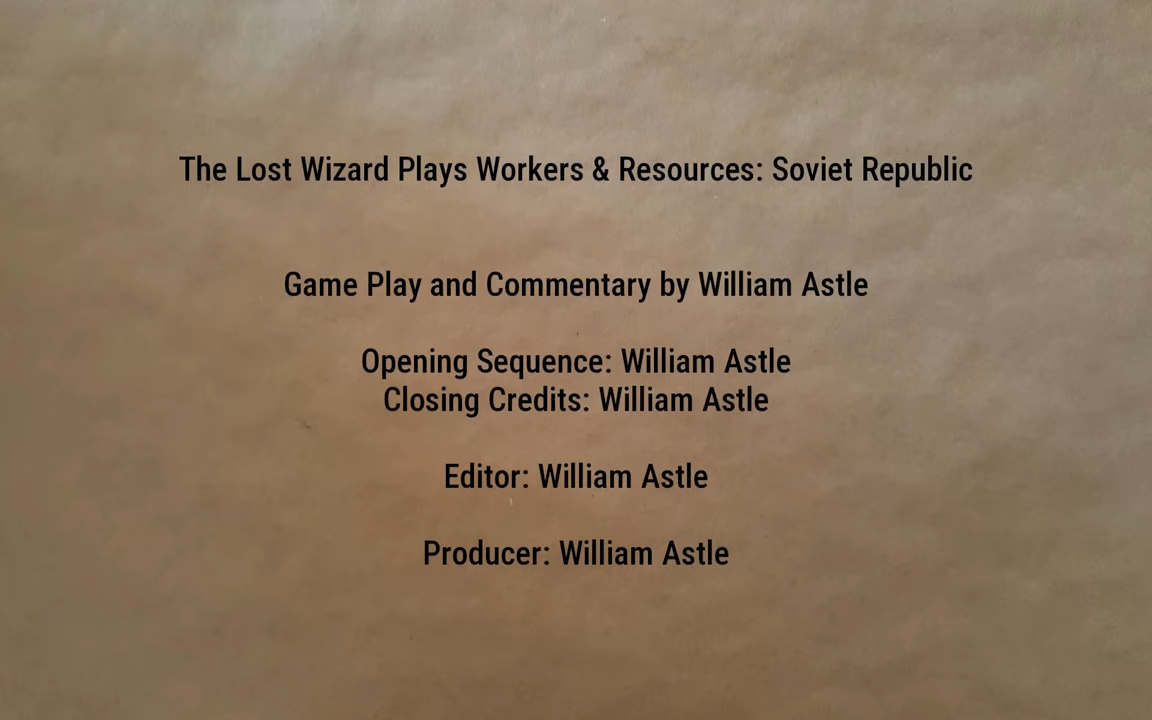 The Lost Wizard Plays Workers & Resources: Soviet Republic
Game Play and Commentary by William Astle
Opening Sequence: William Astle
Closing Credits: William Astle
Editor: William Astle
Producer: William Astle